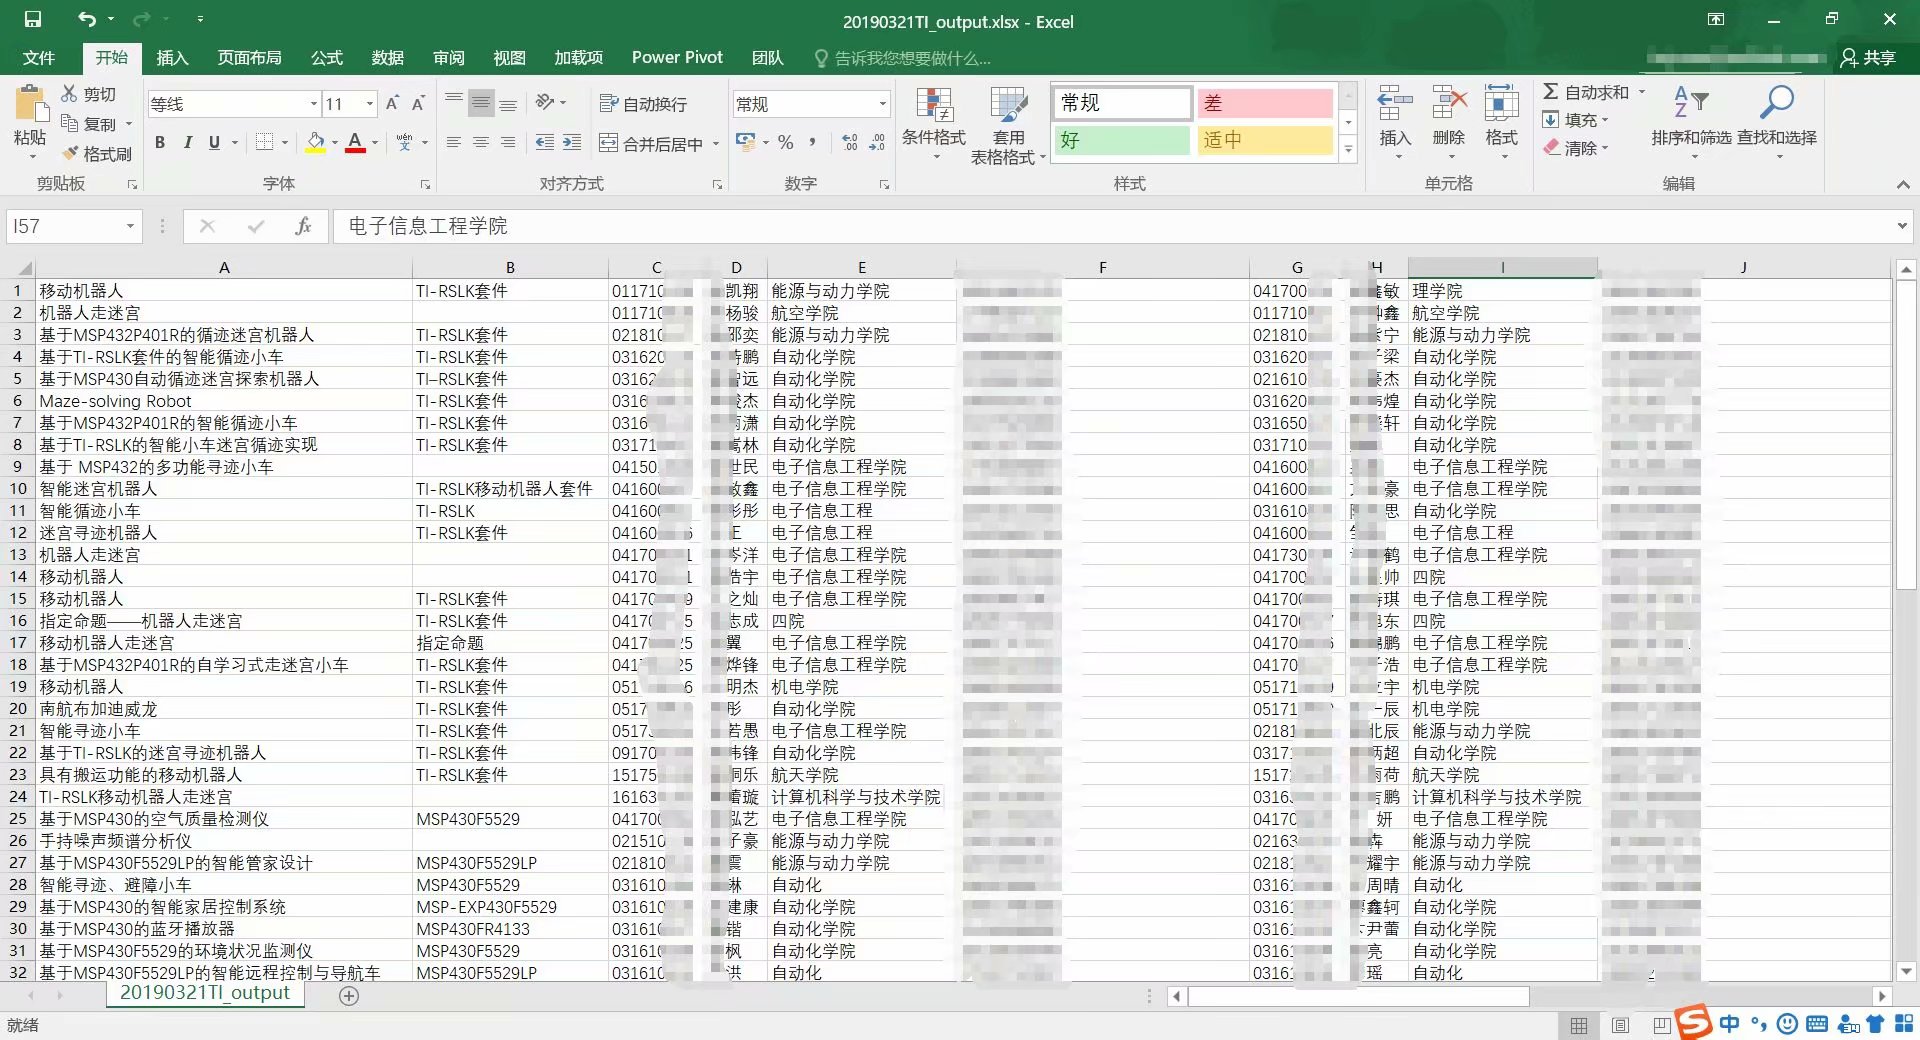 20190321TI_output.xlsx - Excel
文件 开始 插入 页面布局 公式 数据 审阅 视图 加载项 Power Pivot 团队 告诉我您想要做什么... 共享
剪切 等线 11 自动换行 常规 常规 差 自动求和
粘贴 复制 格式刷 B I U wén 文 合并后居中 % 条件格式 套用 表格格式 好 适中 插入 删除 格式 填充 清除 排序和筛选 查找和选择
剪贴板 字体 对齐方式 数字 样式 单元格 编辑
I57 fx 电子信息工程学院
A B C D E F G H I J
1 移动机器人 TI-RSLK套件 011710 凯翔 能源与动力学院 041700 敏 理学院
2 机器人走迷宫 011710 杨骏 航空学院 011710 鑫 航空学院
3 基于MSP432P401R的循迹迷宫机器人 TI-RSLK套件 021810 邵奕 能源与动力学院 021810 宁 能源与动力学院
4 基于TI-RSLK套件的智能循迹小车 TI-RSLK套件 031620 鹏 自动化学院 031620 梁 自动化学院
5 基于MSP430自动循迹迷宫探索机器人 TI-RSLK套件 03162 远 自动化学院 021610 杰 自动化学院
6 Maze-solving Robot TI-RSLK套件 0316 杰 自动化学院 031620 煌 自动化学院
7 基于MSP432P401R的智能循迹小车 TI-RSLK套件 0316 潇 自动化学院 031650 轩 自动化学院
8 基于TI-RSLK的智能小车迷宫循迹实现 TI-RSLK套件 03171 嵩林 自动化学院 031710 自动化学院
9 基于 MSP432的多功能寻迹小车 04150 世民 电子信息工程学院 041600 电子信息工程学院
10 智能迷宫机器人 TI-RSLK移动机器人套件 041600 鑫 电子信息工程学院 041600 豪 电子信息工程学院
11 智能循迹小车 TI-RSLK 041600 彤 电子信息工程 031610 思 自动化学院
12 迷宫寻迹机器人 TI-RSLK套件 04160 6 电子信息工程 041600 电子信息工程
13 机器人走迷宫 04170 1 洋 电子信息工程学院 041730 鹤 电子信息工程学院
14 移动机器人 04170 1 浩宇 电子信息工程学院 041700 帅 四院
15 移动机器人 TI-RSLK套件 04170 9 之灿 电子信息工程学院 04170 琪 电子信息工程学院
16 指定命题——机器人走迷宫 TI-RSLK套件 04170 5 志成 四院 04170 东 四院
17 移动机器人走迷宫 指定命题 0417 25 翼 电子信息工程学院 04170 6 鹏 电子信息工程学院
18 基于MSP432P401R的自学习式走迷宫小车 TI-RSLK套件 041 25 烨锋 电子信息工程学院 04170 浩 电子信息工程学院
19 移动机器人 TI-RSLK套件 051 6 明杰 机电学院 05171 9 宇 机电学院
20 南航布加迪威龙 TI-RSLK套件 0517 彤 自动化学院 05171 辰 机电学院
21 智能寻迹小车 TI-RSLK套件 0517 若愚 电子信息工程学院 02181 北辰 能源与动力学院
22 基于TI-RSLK的迷宫寻迹机器人 TI-RSLK套件 09170 伟锋 自动化学院 0317 超 自动化学院
23 具有搬运功能的移动机器人 TI-RSLK套件 15175 乐 航天学院 1517 荷 航天学院
24 TI-RSLK移动机器人走迷宫 16163 璇 计算机科学与技术学院 0316 鹏 计算机科学与技术学院
25 基于MSP430的空气质量检测仪 MSP430F5529 04170 泓艺 电子信息工程学院 04170 妍 电子信息工程学院
26 手持噪声频谱分析仪 021510 子豪 能源与动力学院 02163 犇 能源与动力学院
27 基于MSP430F5529LP的智能管家设计 MSP430F5529LP 021810 震 能源与动力学院 02181 耀宇 能源与动力学院
28 智能寻迹、避障小车 MSP430F5529 031610 琳 自动化 0316 周晴 自动化
29 基于MSP430的智能家居控制系统 MSP-EXP430F5529 031610 建康 自动化学院 0316 鑫轲 自动化学院
30 基于MSP430的蓝牙播放器 MSP430FR4133 031610 锴 自动化学院 03161 尹蕾 自动化学院
31 基于MSP430F5529的环境状况监测仪 MSP430F5529 031610 枫 自动化学院 03161 亮 自动化学院
32 基于MSP430F5529LP的智能远程控制与导航车 MSP430F5529LP 031610 洪 自动化 03161 瑶 自动化
20190321TI_output
就绪 中